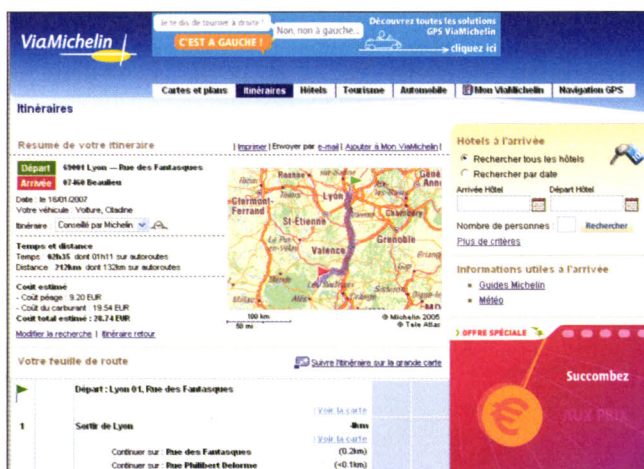 ViaMichelin
Je te dis de tourner à droite !
C'EST A GAUCHE !
Non, non à gauche...
Découvrez toutes les solutions
GPS ViaMichelin
cliquez ici
Cartes et plans Itinéraires Hôtels Tourisme Automobile Mon ViaMichelin Navigation GPS
Itinéraires
Résumé de votre itinéraire | Imprimer | Envoyer par e-mail | Ajouter à Mon ViaMichelin |
Départ 69001 Lyon — Rue des Fantasques
Arrivée 07460 Beaulieu
Date : le 16/01/2007
Votre véhicule : Voiture, Citadine
Itinéraire : Conseillé par Michelin
Temps et distance
Temps : 02h35 dont 01h11 sur autoroutes
Distance : 212km dont 132km sur autoroutes
Coût estimé
- Coût péage : 9.20 EUR
- Coût du carburant : 19.54 EUR
Coût total estimé : 28.74 EUR
Modifier la recherche | Itinéraire retour
Roanne
Lyon
Clermont-
Ferrand
St-Étienne
Chambéry
Grenoble
Valence
Gap
Millau
Alès
100 km
50 mi
© Michelin 2005
© Tele Atlas
Hôtels à l'arrivée
Rechercher tous les hôtels
Rechercher par date
Arrivée Hôtel Départ Hôtel
Nombre de personnes : Rechercher
Plus de critères
Informations utiles à l'arrivée
Guides Michelin
Météo
OFFRE SPÉCIALE
Succombez
AUX PRIX
€
Votre feuille de route Suivre l'itinéraire sur la grande carte
Départ : Lyon 01, Rue des Fantasques
Voir la carte
1 Sortir de Lyon 4km
Voir la carte
Continuer sur : Rue des Fantasques (0.2km)
Continuer sur : Rue Philibert Delorme (<0.1km)